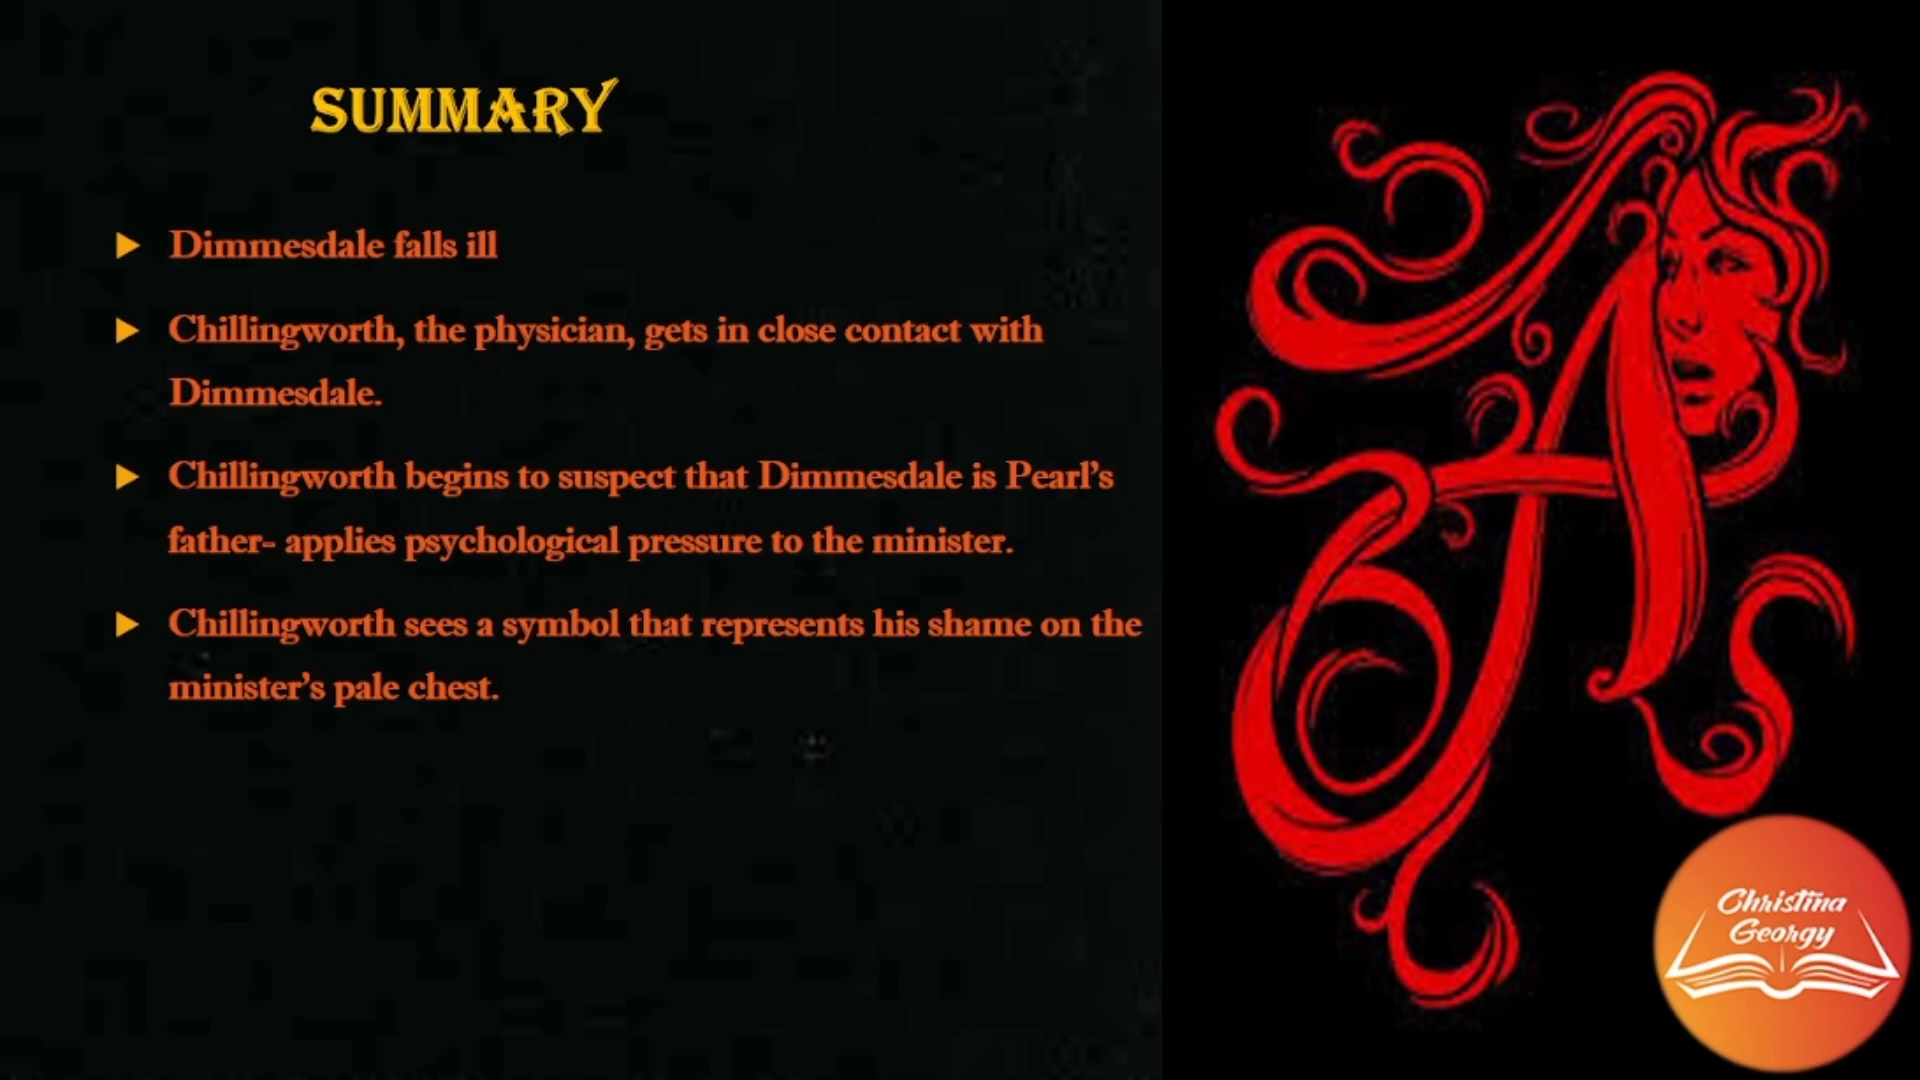 SUMMARY
Dimmesdale falls ill
Chillingworth, the physician, gets in close contact with
Dimmesdale.
Chillingworth begins to suspect that Dimmesdale is Pearl's
father- applies psychological pressure to the minister.
Chillingworth sees a symbol that represents his shame on the
minister's pale chest.
A
Christina
Georgy